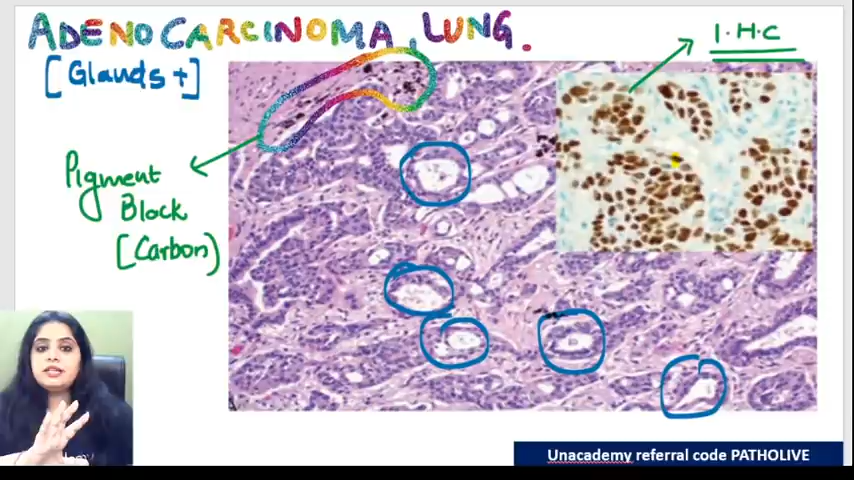 ADENOCARCINOMA, LUNG.
[Glands +]
I.H.C
Pigment
Block
[Carbon]
Unacademy referral code PATHOLIVE